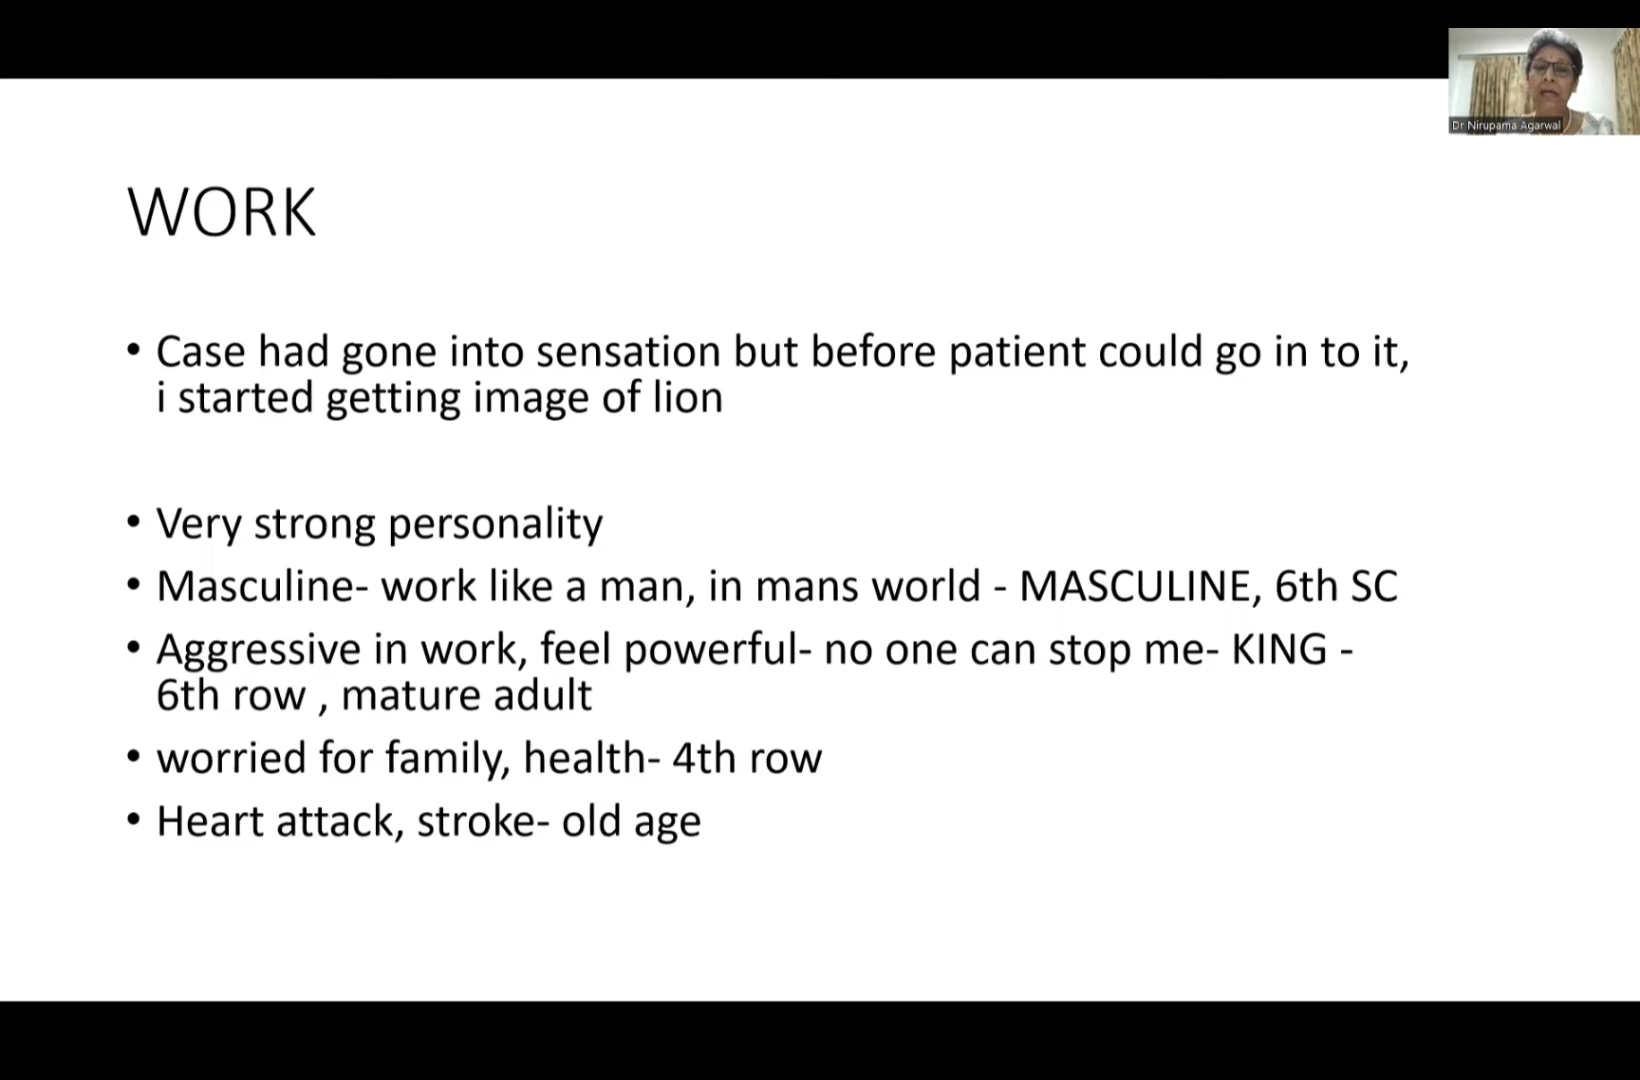 Dr Nirupama Agarwal
WORK
• Case had gone into sensation but before patient could go in to it,
i started getting image of lion
• Very strong personality
• Masculine- work like a man, in mans world - MASCULINE, 6th SC
• Aggressive in work, feel powerful- no one can stop me- KING -
6th row , mature adult
• worried for family, health- 4th row
• Heart attack, stroke- old age